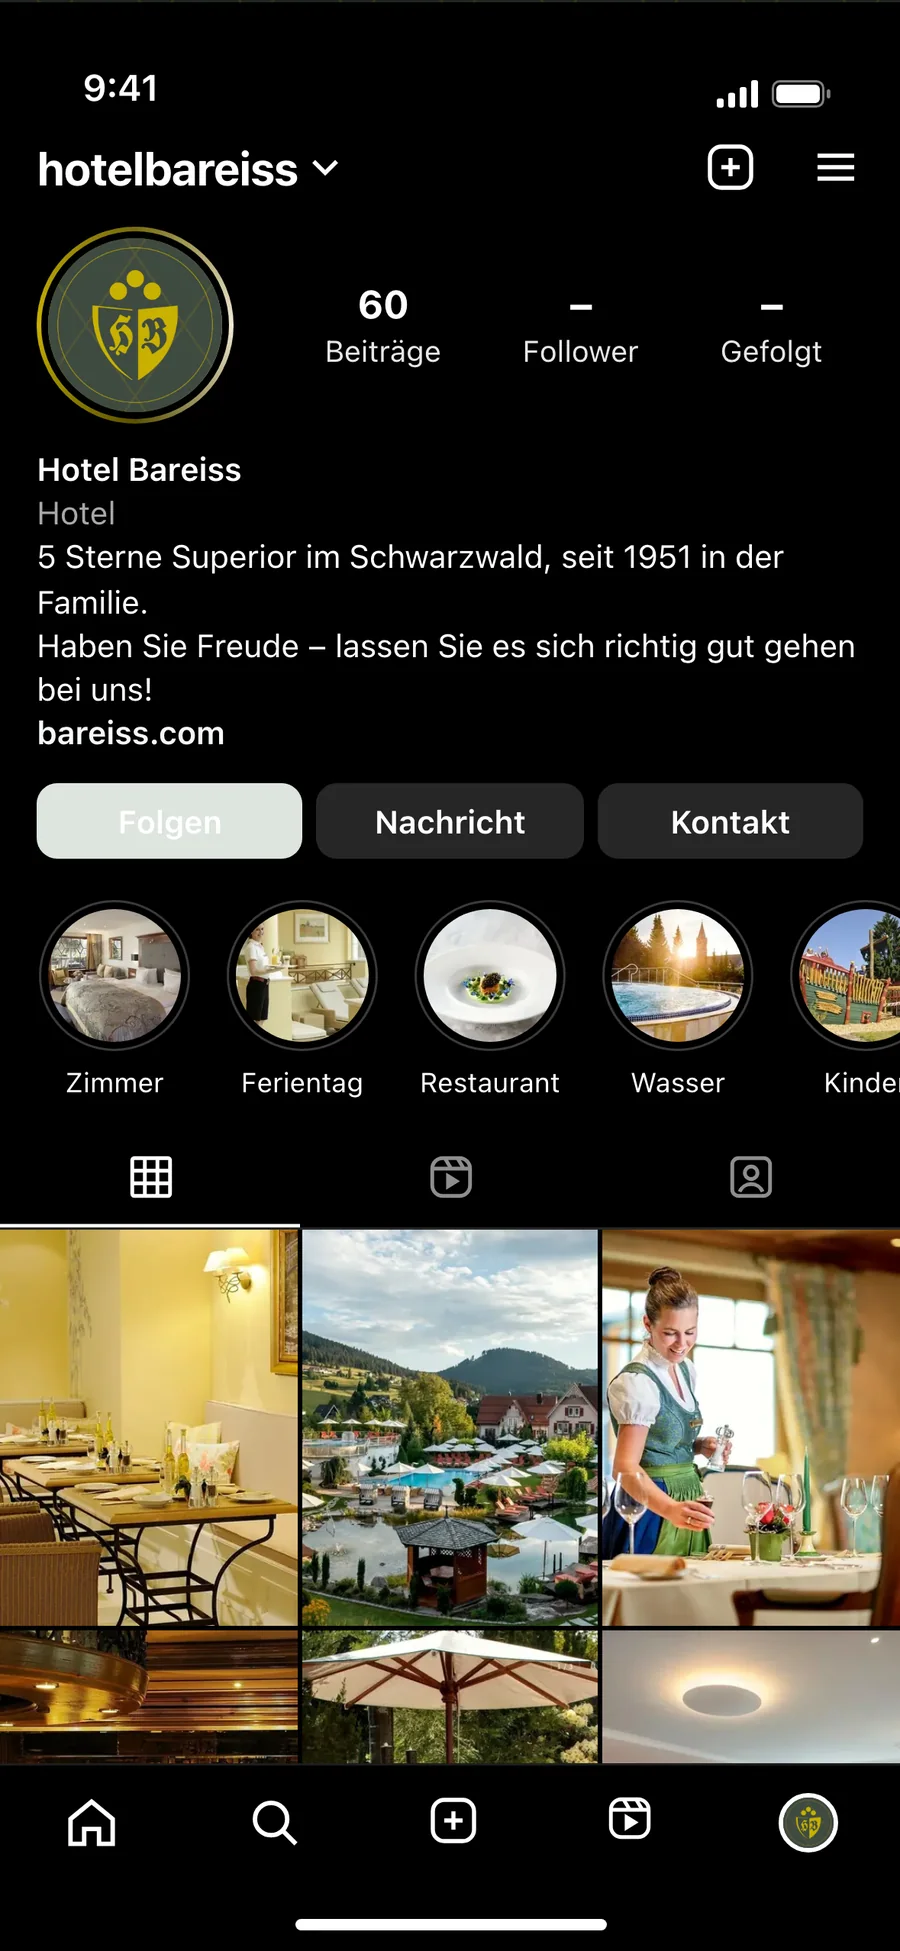 9:41
hotelbareiss
HB
60
–
–
Beiträge
Follower
Gefolgt
Hotel Bareiss
Hotel
5 Sterne Superior im Schwarzwald, seit 1951 in der
Familie.
Haben Sie Freude – lassen Sie es sich richtig gut gehen
bei uns!
bareiss.com
Folgen
Nachricht
Kontakt
Zimmer
Ferientag
Restaurant
Wasser